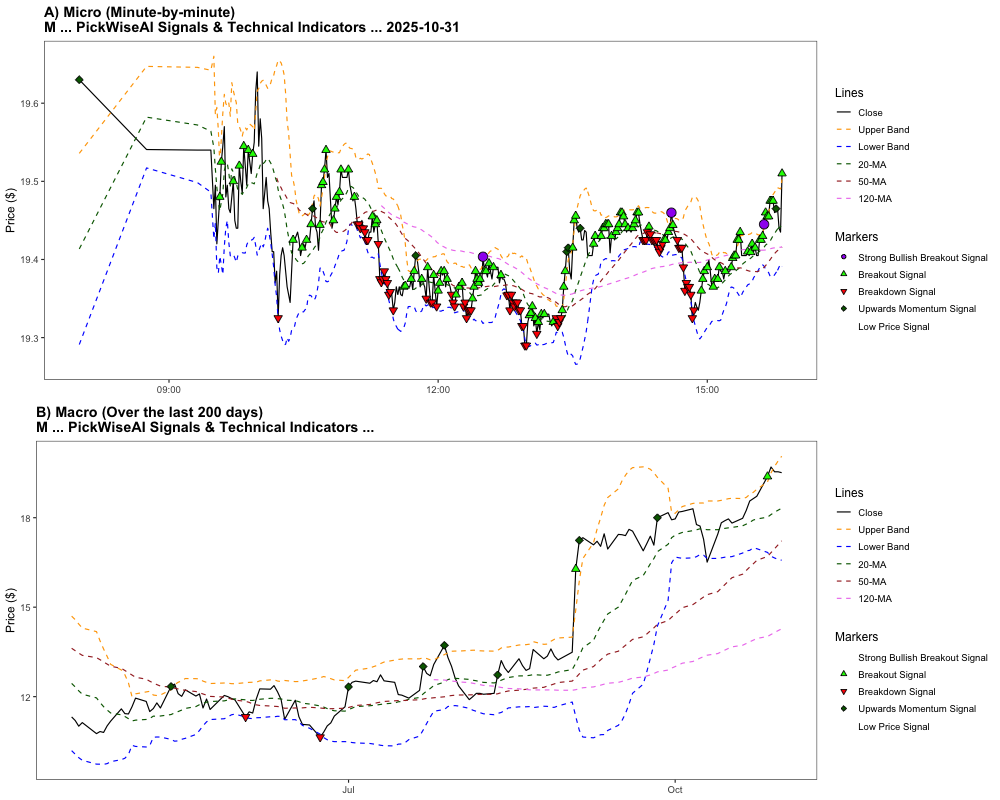 A) Micro (Minute-by-minute)
M ... PickWiseAI Signals & Technical Indicators ... 2025-10-31
Price ($)
19.6
19.5
19.4
19.3
09:00
12:00
15:00
Lines
Close
Upper Band
Lower Band
20-MA
50-MA
120-MA
Markers
Strong Bullish Breakout Signal
Breakout Signal
Breakdown Signal
Upwards Momentum Signal
Low Price Signal
B) Macro (Over the last 200 days)
M ... PickWiseAI Signals & Technical Indicators ...
Price ($)
18
15
12
Jul
Oct
Lines
Close
Upper Band
Lower Band
20-MA
50-MA
120-MA
Markers
Strong Bullish Breakout Signal
Breakout Signal
Breakdown Signal
Upwards Momentum Signal
Low Price Signal